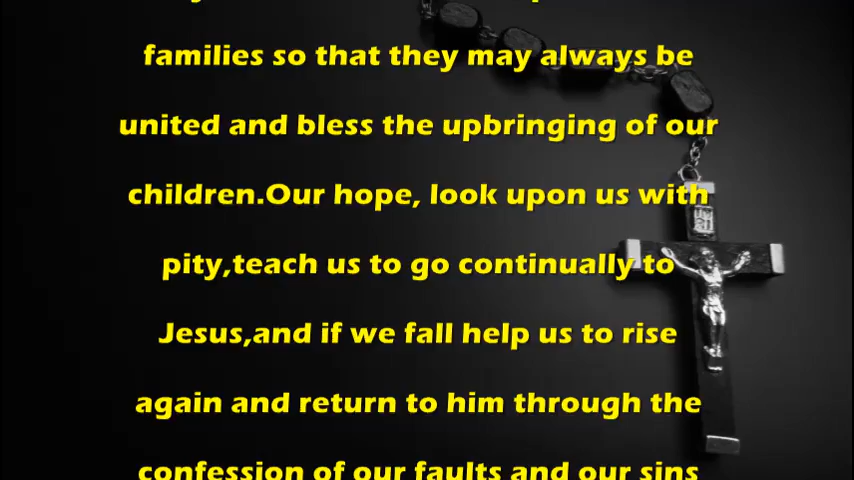 families so that they may always be
united and bless the upbringing of our
children.Our hope, look upon us with
pity,teach us to go continually to
Jesus,and if we fall help us to rise
again and return to him through the
confession of our faults and our sins